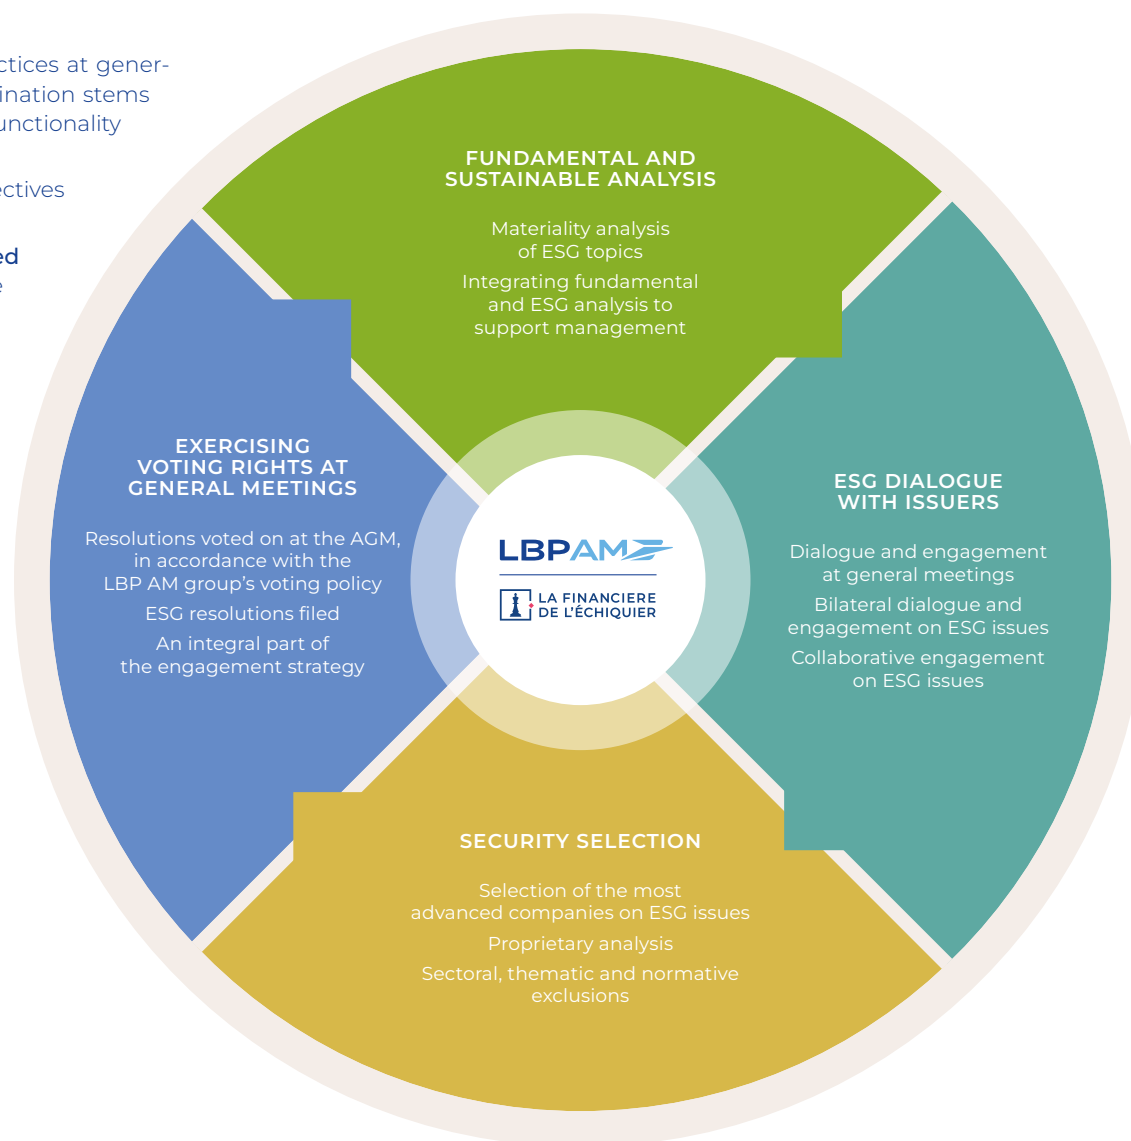 ctices at gener-
ination stems
unctionality
ectives
ed
e
FUNDAMENTAL AND
SUSTAINABLE ANALYSIS
Materiality analysis
of ESG topics
Integrating fundamental
and ESG analysis to
support management
EXERCISING
VOTING RIGHTS AT
GENERAL MEETINGS
Resolutions voted on at the AGM,
in accordance with the
LBP AM group’s voting policy
ESG resolutions filed
An integral part of
the engagement strategy
LBPAM
LA FINANCIERE
DE L’ÉCHIQUIER
ESG DIALOGUE
WITH ISSUERS
Dialogue and engagement
at general meetings
Bilateral dialogue and
engagement on ESG issues
Collaborative engagement
on ESG issues
SECURITY SELECTION
Selection of the most
advanced companies on ESG issues
Proprietary analysis
Sectoral, thematic and normative
exclusions